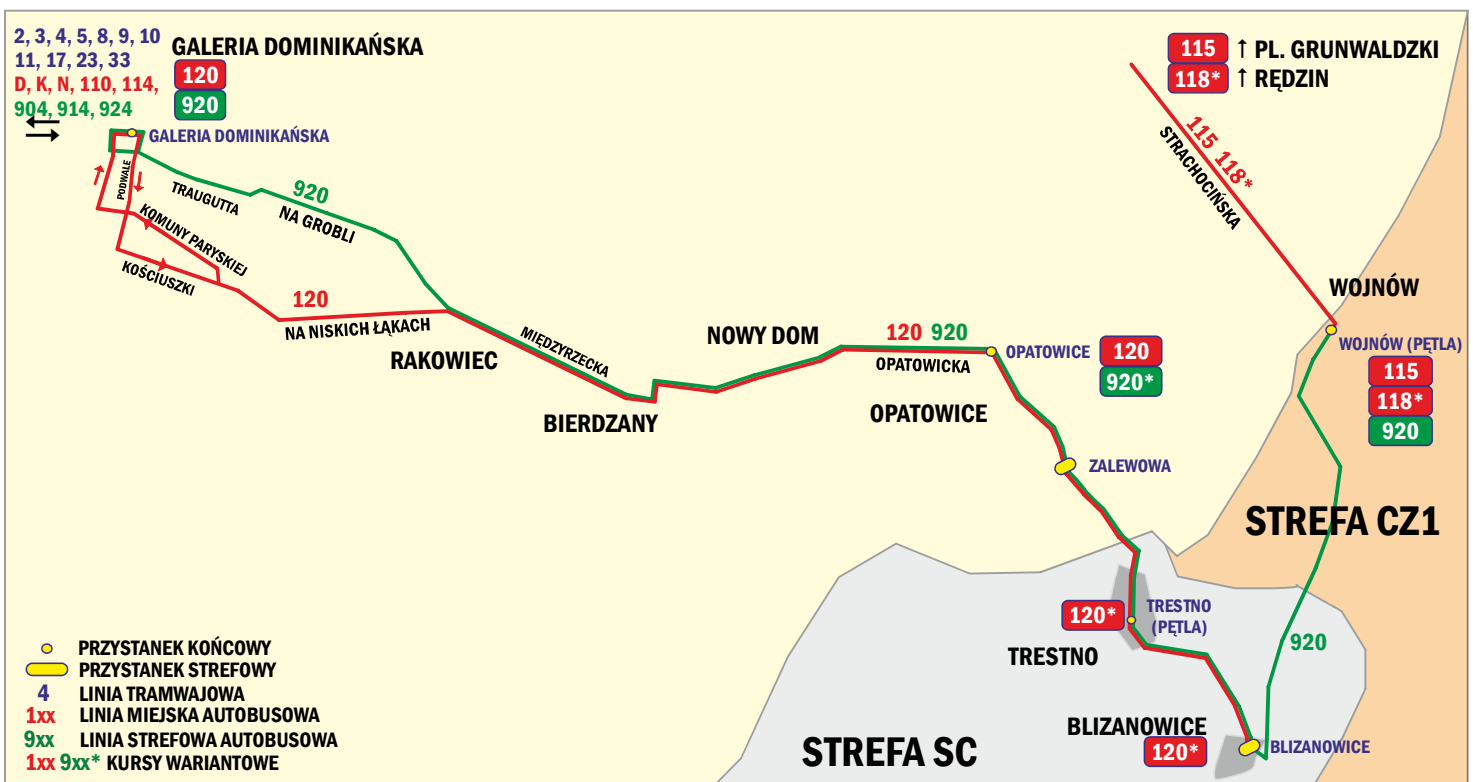 2, 3, 4, 5, 8, 9, 10
11, 17, 23, 33
D, K, N, 110, 114,
904, 914, 924
GALERIA DOMINIKAŃSKA
120
920
GALERIA DOMINIKAŃSKA
PODWALE
TRAUGUTTA
920
NA GROBLI
KOMUNY PARYSKIEJ
KOŚCIUSZKI
120
NA NISKICH ŁĄKACH
RAKOWIEC
MIĘDZYRZECKA
BIERDZANY
NOWY DOM
120 920
OPATOWICKA
OPATOWICE
OPATOWICE
120
920*
ZALEWOWA
115 ↑ PL. GRUNWALDZKI
118* ↑ RĘDZIN
115 118*
STRACHOCIŃSKA
WOJNÓW
WOJNÓW (PĘTLA)
115
118*
920
STREFA CZ1
120*
TRESTNO
(PĘTLA)
TRESTNO
920
BLIZANOWICE
120*
BLIZANOWICE
STREFA SC
PRZYSTANEK KOŃCOWY
PRZYSTANEK STREFOWY
4 LINIA TRAMWAJOWA
1xx LINIA MIEJSKA AUTOBUSOWA
9xx LINIA STREFOWA AUTOBUSOWA
1xx 9xx* KURSY WARIANTOWE